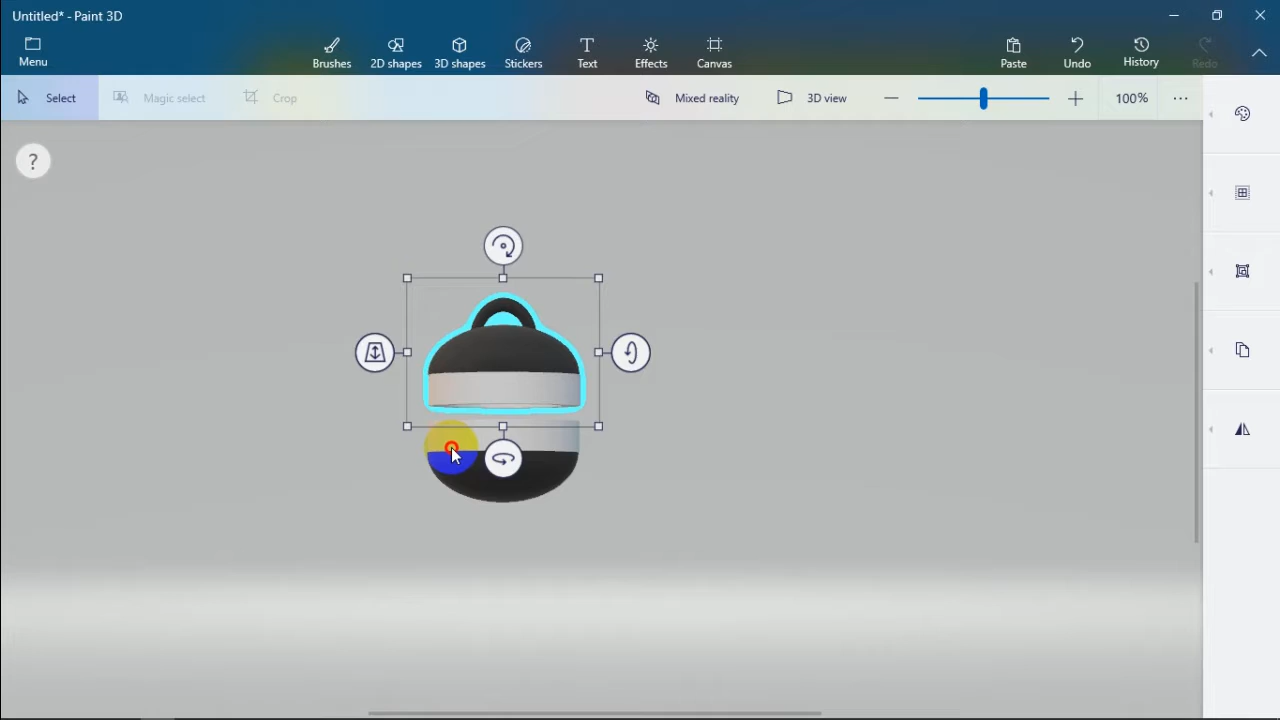 Untitled* - Paint 3D
Menu
Brushes
2D shapes
3D shapes
Stickers
Text
Effects
Canvas
Paste
Undo
History
Redo
Select
Magic select
Crop
Mixed reality
3D view
100%
?